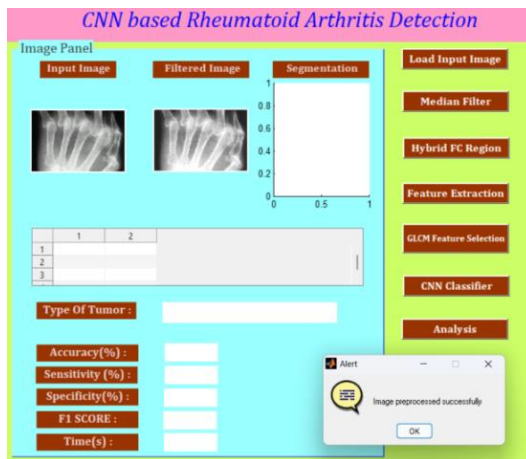 CNN based Rheumatoid Arthritis Detection
Image Panel
Input Image
Filtered Image
Segmentation
1
0.8
0.6
0.4
0.2
0
0 0.5 1
1 2
1
2
3
Type Of Tumor :
Accuracy(%) :
Sensitivity (%) :
Specificity(%) :
F1 SCORE :
Time(s) :
Load Input Image
Median Filter
Hybrid FC Region
Feature Extraction
GLCM Feature Selection
CNN Classifier
Analysis
Alert
Image preprocessed successfully
OK